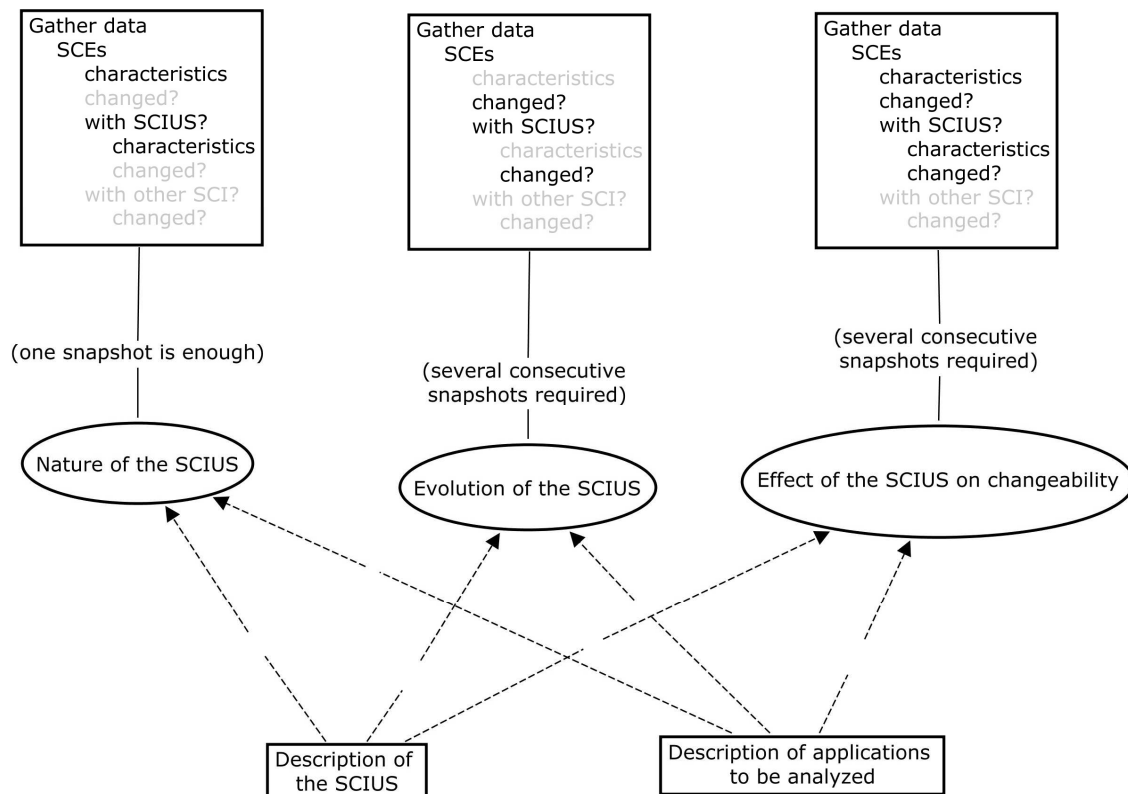 Gather data
SCEs
characteristics
changed?
with SCIUS?
characteristics
changed?
with other SCI?
changed?
Gather data
SCEs
characteristics
changed?
with SCIUS?
characteristics
changed?
with other SCI?
changed?
Gather data
SCEs
characteristics
changed?
with SCIUS?
characteristics
changed?
with other SCI?
changed?
(one snapshot is enough)
(several consecutive
snapshots required)
(several consecutive
snapshots required)
Nature of the SCIUS
Evolution of the SCIUS
Effect of the SCIUS on changeability
Description of
the SCIUS
Description of applications
to be analyzed